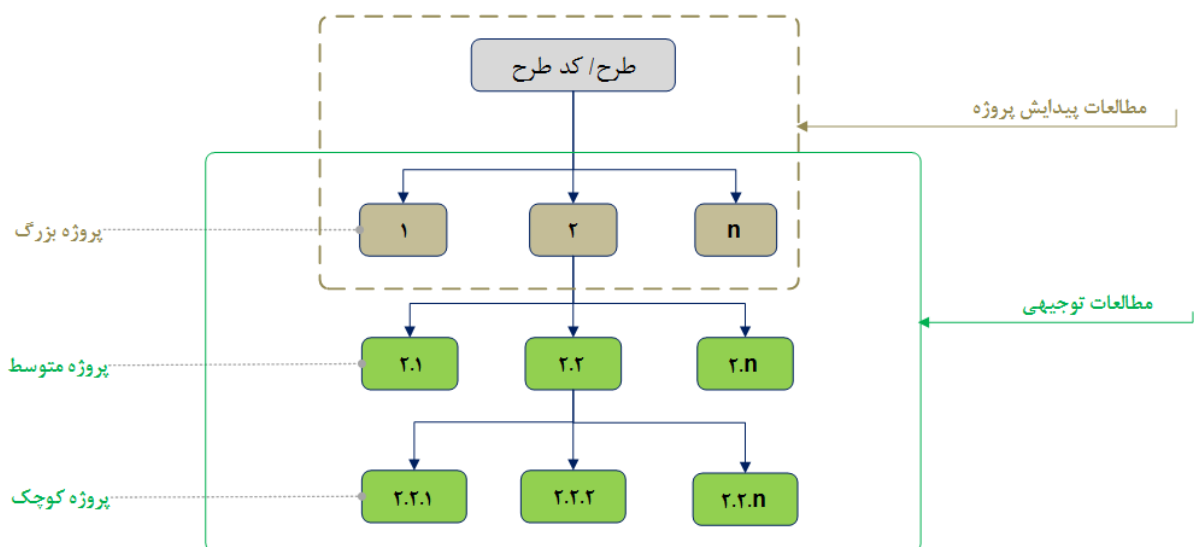 طرح/ کد طرح
مطالعات پیدایش پروژه
n
۲
۱
پروژه بزرگ
مطالعات توجیهی
۲.n
۲.۲
۲.۱
پروژه متوسط
۲.۲.n
۲.۲.۲
۲.۲.۱
پروژه کوچک